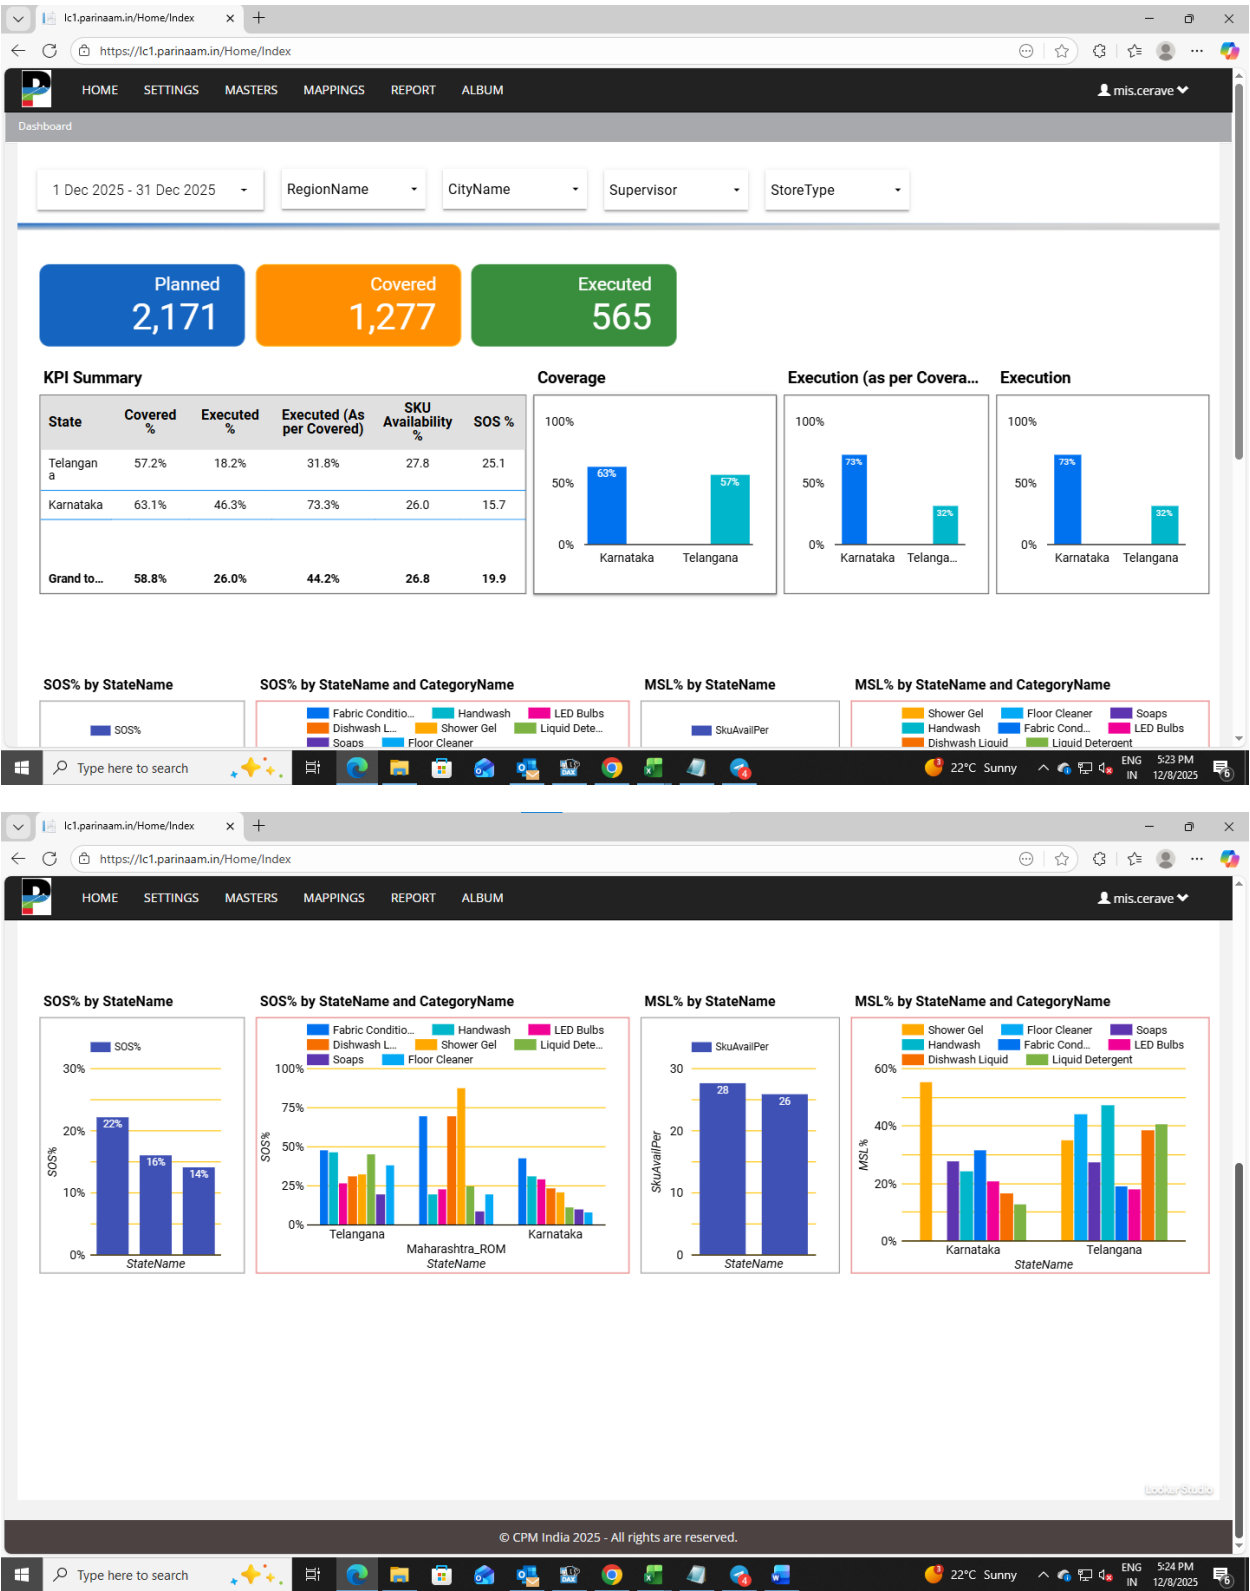 lc1.parinaam.in/Home/Index
https://lc1.parinaam.in/Home/Index
HOME SETTINGS MASTERS MAPPINGS REPORT ALBUM mis.cerave
Dashboard
1 Dec 2025 - 31 Dec 2025 RegionName CityName Supervisor StoreType
Planned Covered Executed
2,171 1,277 565
KPI Summary
State Covered % Executed % Executed (As per Covered) SKU Availability % SOS %
Telangana 57.2% 18.2% 31.8% 27.8 25.1
Karnataka 63.1% 46.3% 73.3% 26.0 15.7
Grand to... 58.8% 26.0% 44.2% 26.8 19.9
Coverage
100%
50%
0%
63% 57%
Karnataka Telangana
Execution (as per Covera...
100%
50%
0%
73% 32%
Karnataka Telanga...
Execution
100%
50%
0%
73% 32%
Karnataka Telangana
SOS% by StateName SOS% by StateName and CategoryName MSL% by StateName MSL% by StateName and CategoryName
SOS%
Fabric Conditio... Handwash LED Bulbs
Dishwash L... Shower Gel Liquid Dete...
Soaps Floor Cleaner
SkuAvailPer
Shower Gel Floor Cleaner Soaps
Handwash Fabric Cond... LED Bulbs
Dishwash Liquid Liquid Detergent
Type here to search
22°C Sunny ENG IN 5:23 PM 12/8/2025
lc1.parinaam.in/Home/Index
https://lc1.parinaam.in/Home/Index
HOME SETTINGS MASTERS MAPPINGS REPORT ALBUM mis.cerave
SOS% by StateName
SOS%
30%
20%
10%
0%
SOS%
22% 16% 14%
StateName
SOS% by StateName and CategoryName
Fabric Conditio... Handwash LED Bulbs
Dishwash L... Shower Gel Liquid Dete...
Soaps Floor Cleaner
100%
75%
50%
25%
0%
SOS%
Telangana Maharashtra_ROM Karnataka
StateName
MSL% by StateName
SkuAvailPer
30
20
10
0
SkuAvailPer
28 26
StateName
MSL% by StateName and CategoryName
Shower Gel Floor Cleaner Soaps
Handwash Fabric Cond... LED Bulbs
Dishwash Liquid Liquid Detergent
60%
40%
20%
0%
MSL%
Karnataka Telangana
StateName
Looker Studio
© CPM India 2025 - All rights are reserved.
Type here to search
22°C Sunny ENG IN 5:24 PM 12/8/2025